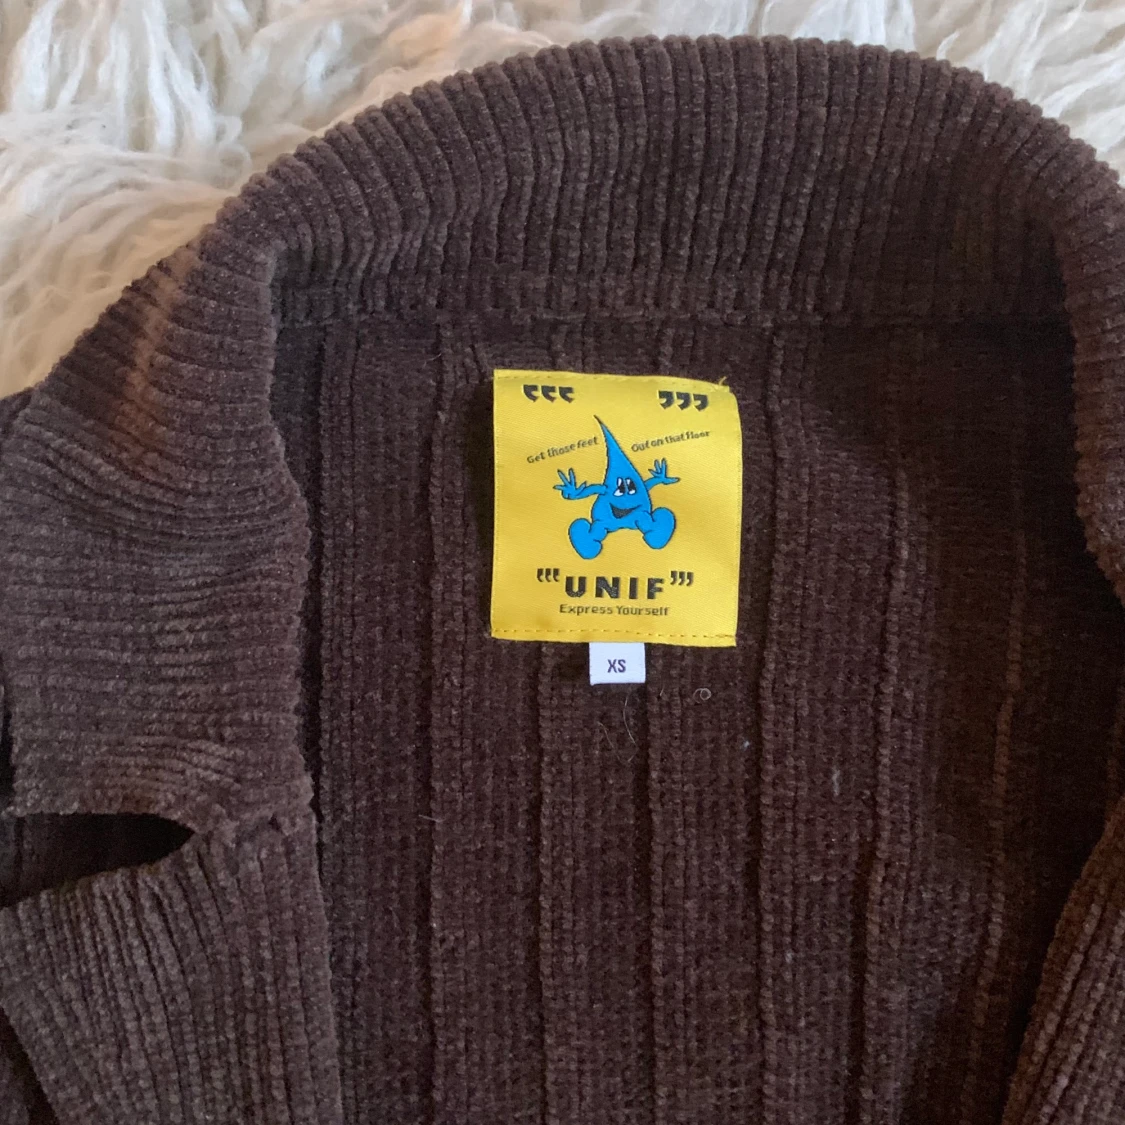 ‘‘‘ ’’’
Get those feet Out on that floor
‘‘‘UNIF’’’
Express Yourself
XS